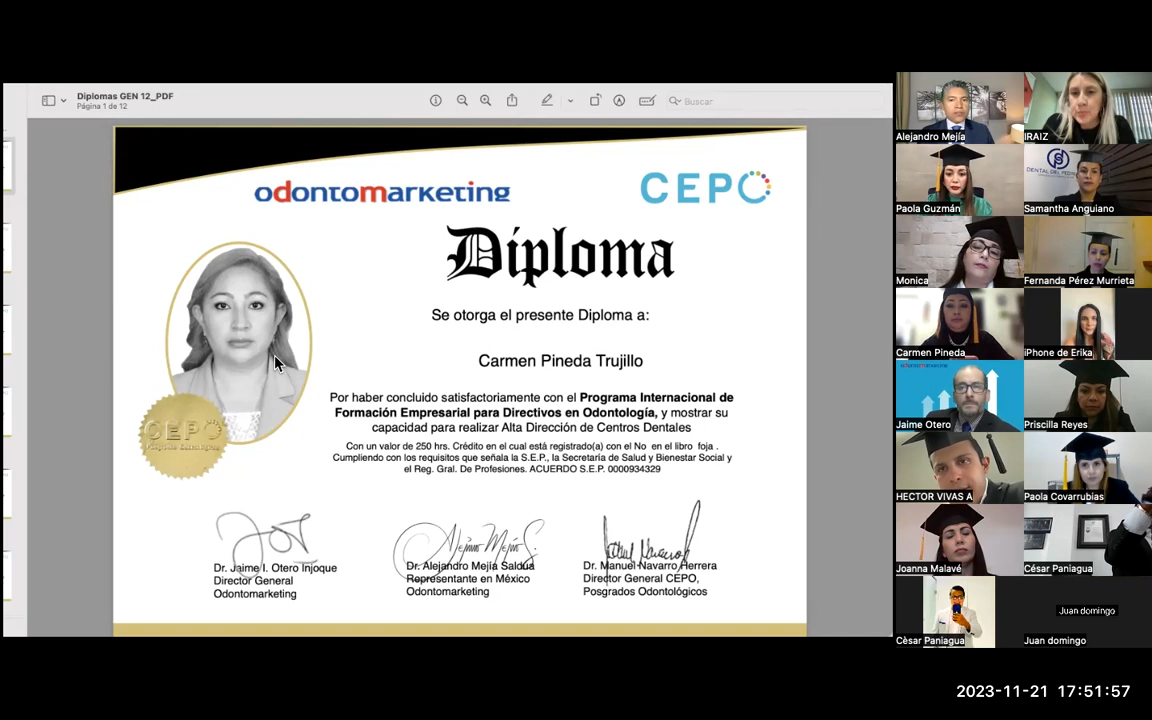 Diplomas GEN 12_PDF
Página 1 de 12
Buscar
odontomarketing
CEPO
Diploma
Se otorga el presente Diploma a:
Carmen Pineda Trujillo
Por haber concluido satisfactoriamente con el Programa Internacional de
Formación Empresarial para Directivos en Odontología, y mostrar su
capacidad para realizar Alta Dirección de Centros Dentales
Con un valor de 250 hrs. Crédito en el cual está registrado(a) con el No en el libro foja .
Cumpliendo con los requisitos que señala la S.E.P., la Secretaría de Salud y Bienestar Social y
el Reg. Gral. De Profesiones. ACUERDO S.E.P. 0000934329
CEPO
Dr. Jaime I. Otero Injoque
Director General
Odontomarketing
Dr. Alejandro Mejía Saldúa
Representante en México
Odontomarketing
Dr. Manuel Navarro Herrera
Director General CEPO,
Posgrados Odontológicos
Alejandro Mejía
IRAIZ
Paola Guzmán
Samantha Anguiano
Monica
Fernanda Pérez Murrieta
Carmen Pineda
iPhone de Erika
odontomarketing
Jaime Otero
Priscilla Reyes
HECTOR VIVAS A
Paola Covarrubias
Joanna Malavé
César Paniagua
Cèsar Paniagua
Juan domingo
Juan domingo
2023-11-21 17:51:57